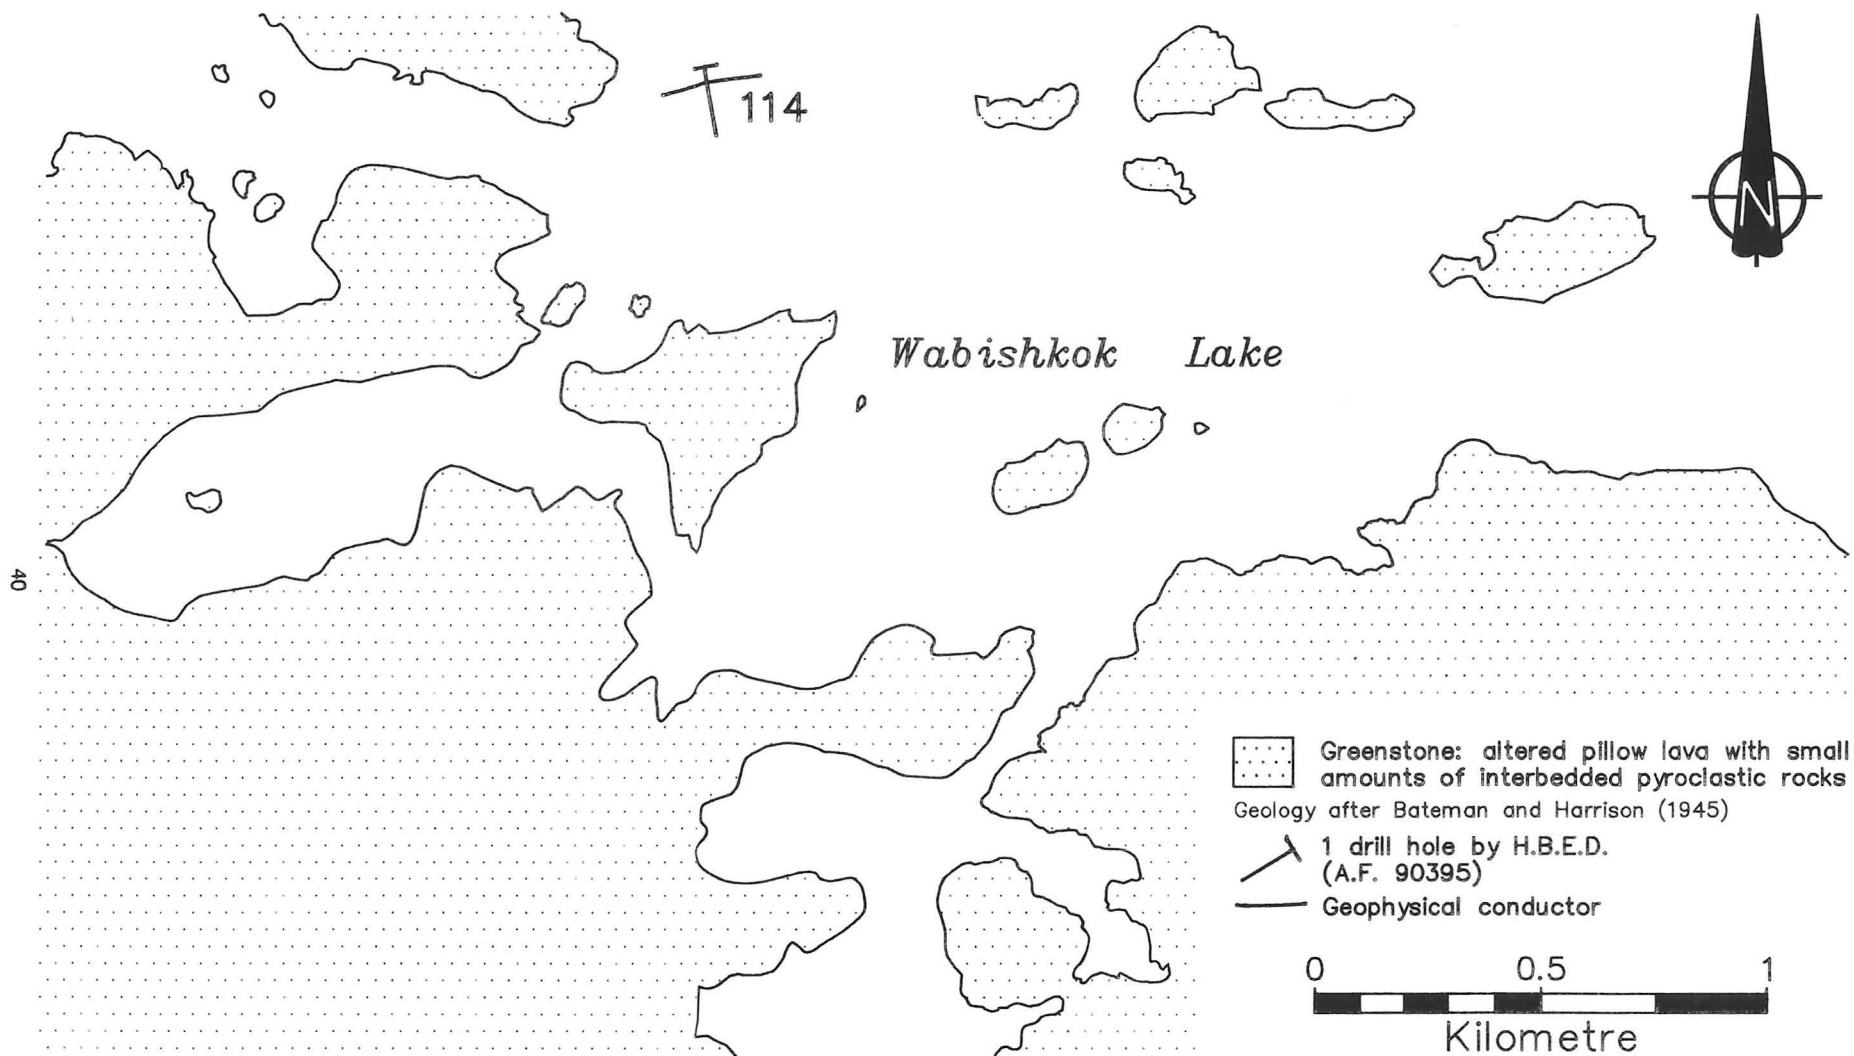 114
N
Wabishkok Lake
40
Greenstone: altered pillow lava with small
amounts of interbedded pyroclastic rocks
Geology after Bateman and Harrison (1945)
1 drill hole by H.B.E.D.
(A.F. 90395)
Geophysical conductor
0 0.5 1
Kilometre